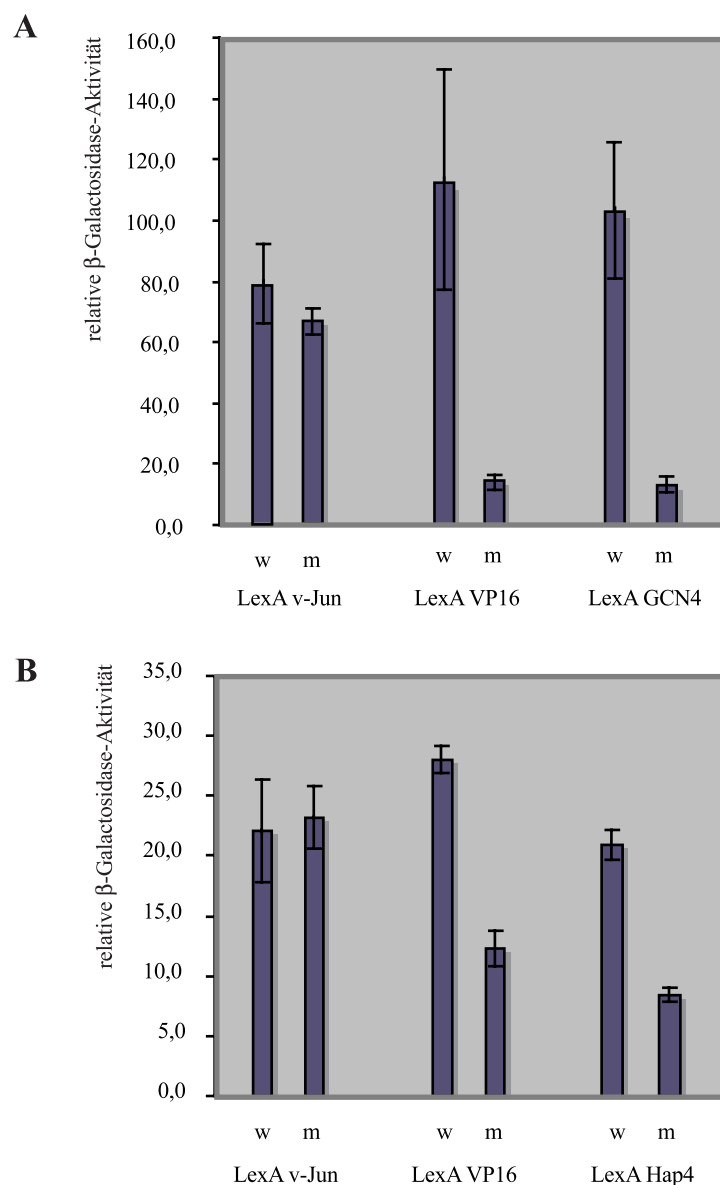 A
relative β-Galactosidase-Aktivität
160,0
140,0
120,0
100,0
80,0
60,0
40,0
20,0
0,0
w m w m w m
LexA v-Jun LexA VP16 LexA GCN4
B
relative β-Galactosidase-Aktivität
35,0
30,0
25,0
20,0
15,0
10,0
5,0
0,0
w m w m w m
LexA v-Jun LexA VP16 LexA Hap4